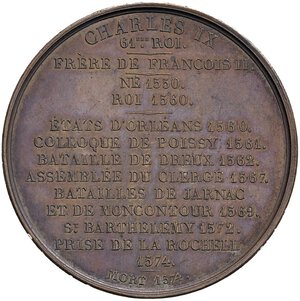 CHARLES IX
61ME ROI.
FRÈRE DE FRANÇOIS II.
NÉ 1550.
ROI 1560.
ÉTATS D'ORLÉANS 1560.
COLLOQUE DE POISSY. 1561.
BATAILLE DE DREUX 1562.
ASSEMBLÉE DU CLERGÉ 1567.
BATAILLES DE JARNAC
ET DE MONCONTOUR 1569.
ST BARTHÉLEMY 1572.
PRISE DE LA ROCHELLE
1574.
MORT 1574.